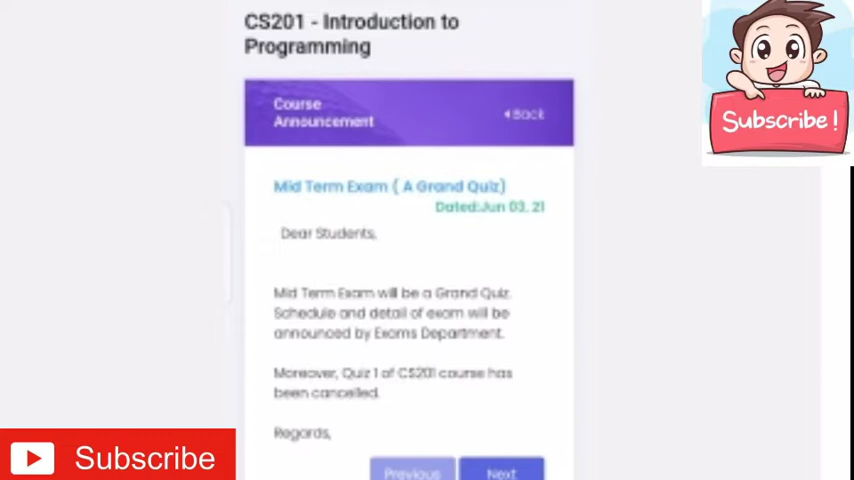 CS201 - Introduction to
Programming
Course
Announcement
Back
Mid Term Exam ( A Grand Quiz)
Dated:Jun 03, 21
Dear Students,
Mid Term Exam will be a Grand Quiz.
Schedule and detail of exam will be
announced by Exams Department.
Moreover, Quiz 1 of CS201 course has
been cancelled.
Regards,
Previous
Next
Subscribe !
Subscribe